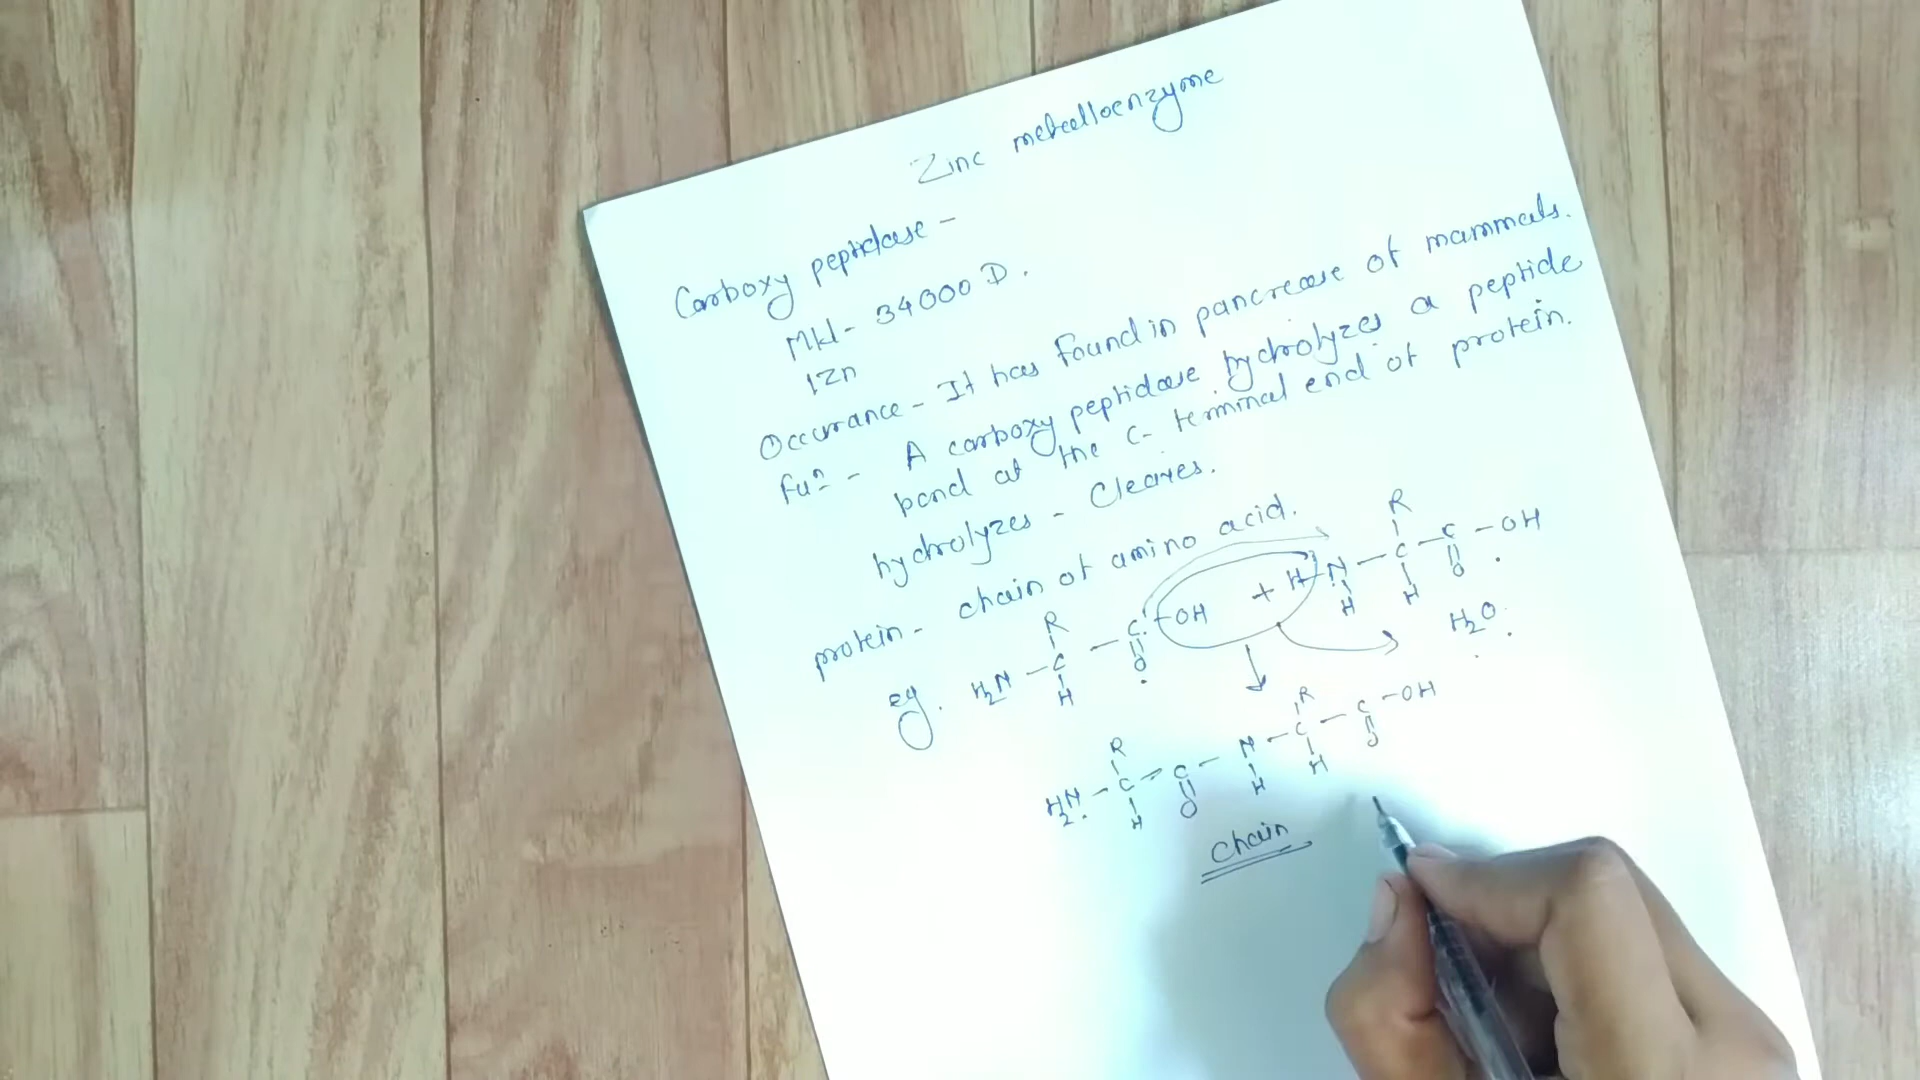 Zinc metalloenzyme
Carboxy peptidase -
MW - 34000 D.
1Zn
Occurrance - It has found in pancrease of mammals.
Fuⁿ - A carboxy peptidase hydrolyzes a peptide
bond at the C- terminal end of protein.
hydrolyzes - Cleaves.
protein - chain of amino acid.
eg. H2N - C - C - OH + H - N - C - C - OH
R H O H R H O
H2O
H2N - C - C - N - C - C - OH
R H O H R H O
Chain